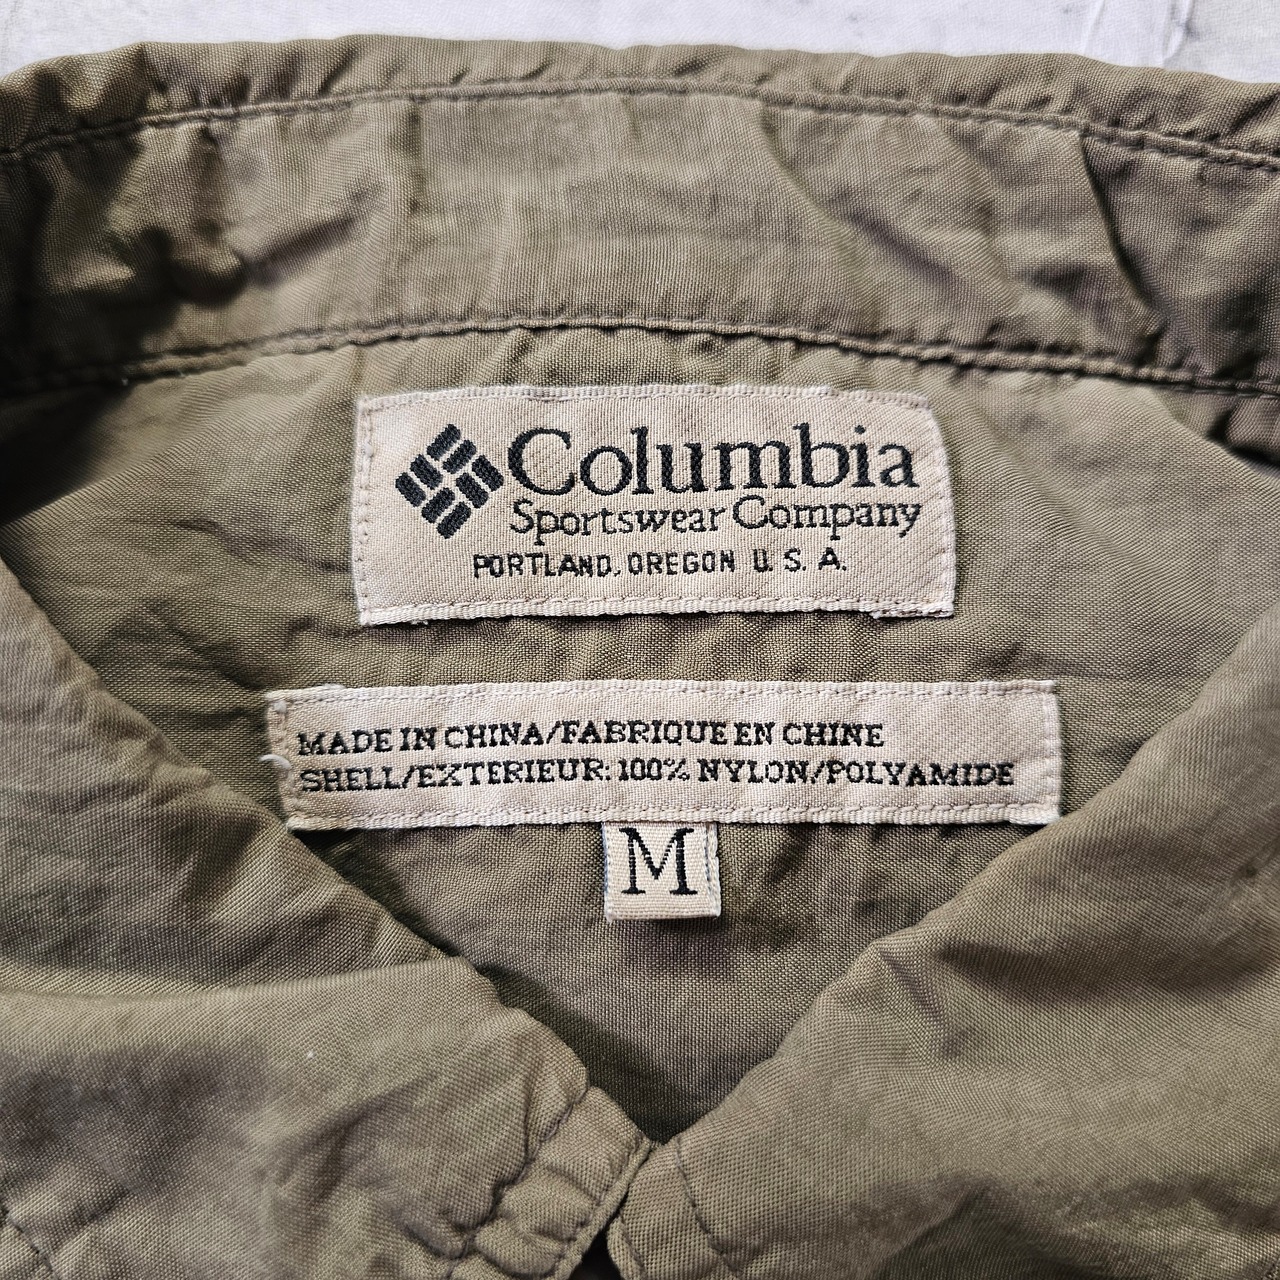 Columbia
Sportswear Company
PORTLAND, OREGON U. S. A.
MADE IN CHINA/FABRIQUE EN CHINE
SHELL/EXTERIEUR: 100% NYLON/POLYAMIDE
M